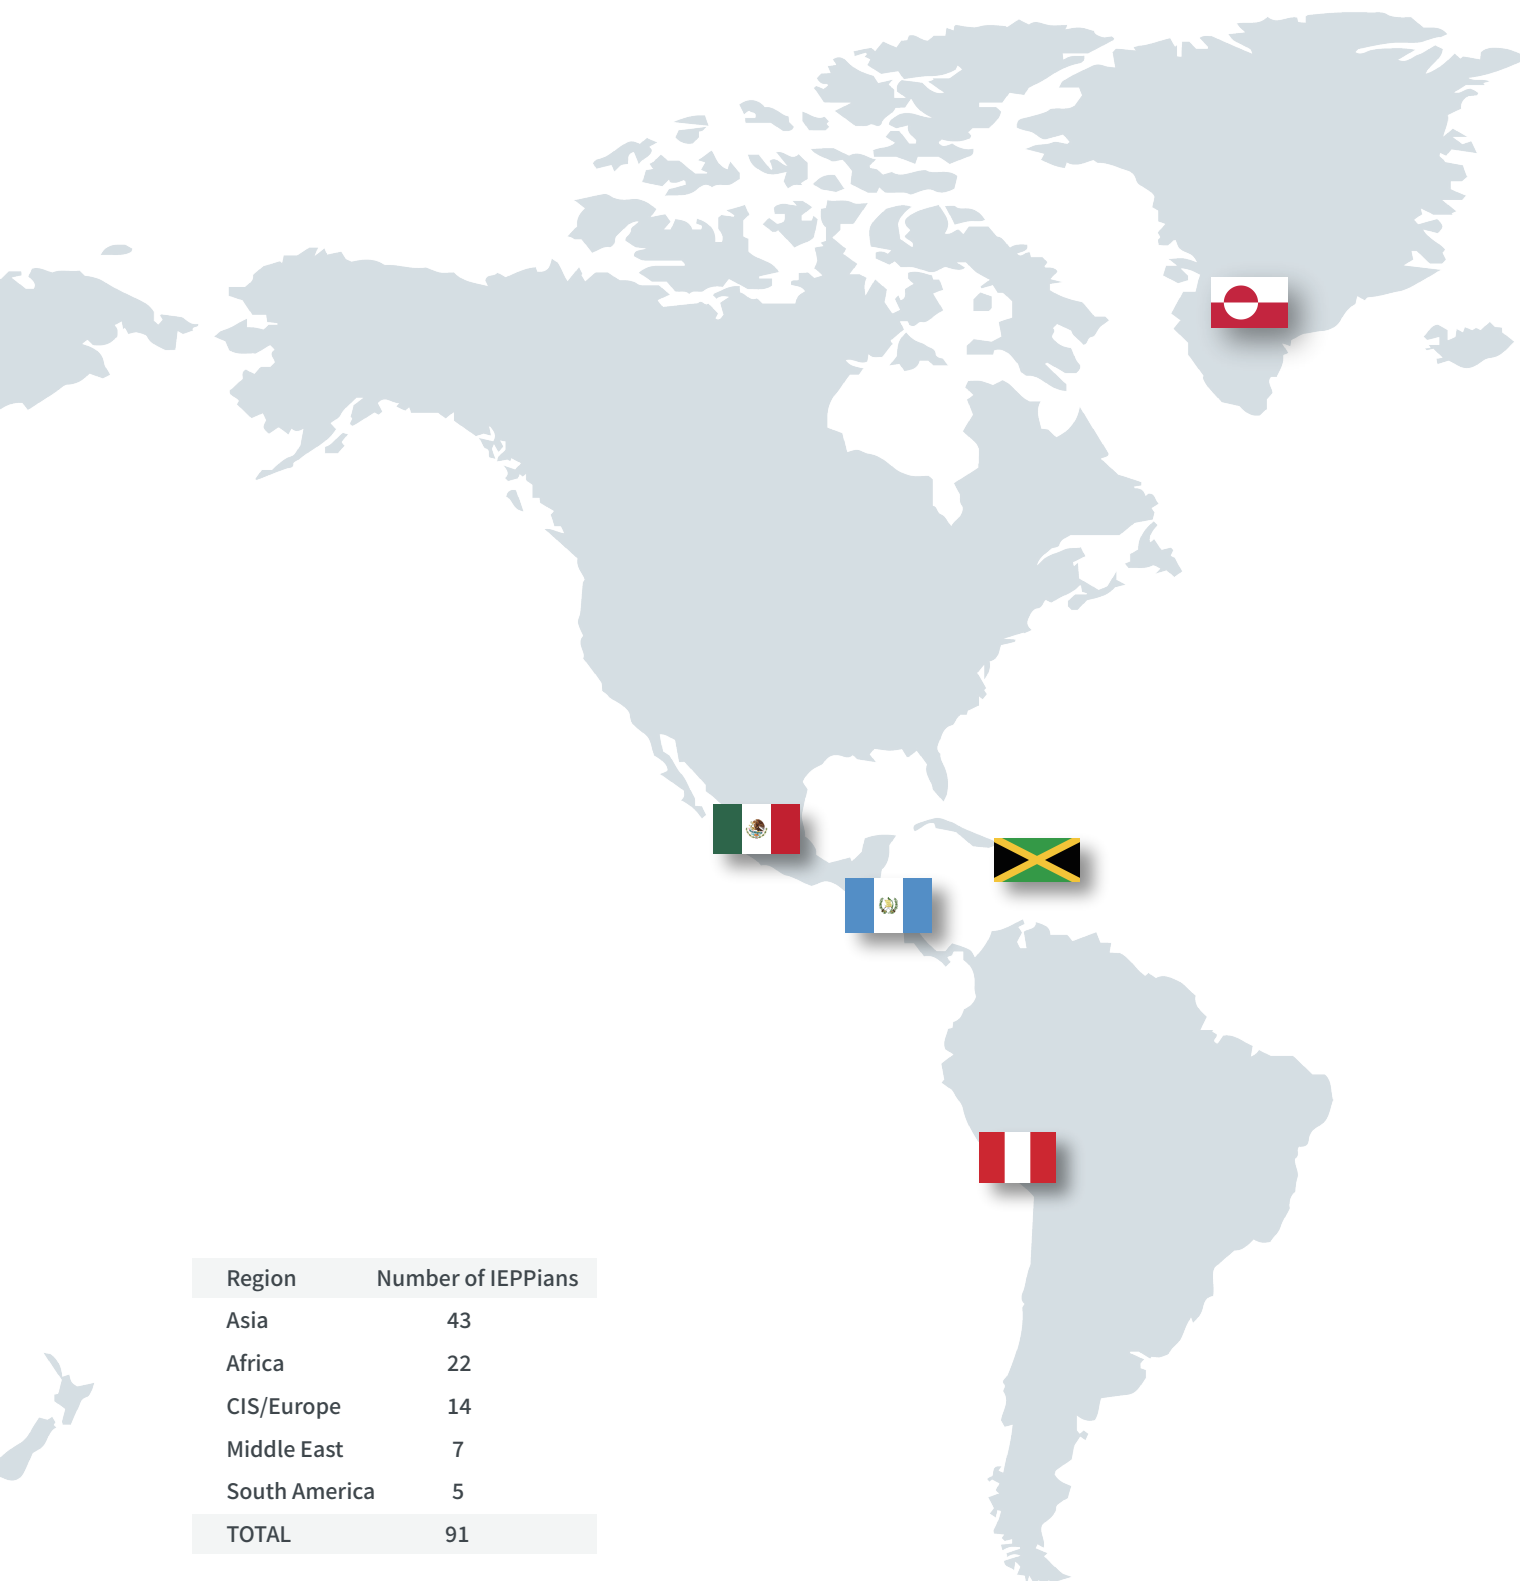 Region Number of IEPPians
Asia 43
Africa 22
CIS/Europe 14
Middle East 7
South America 5
TOTAL 91